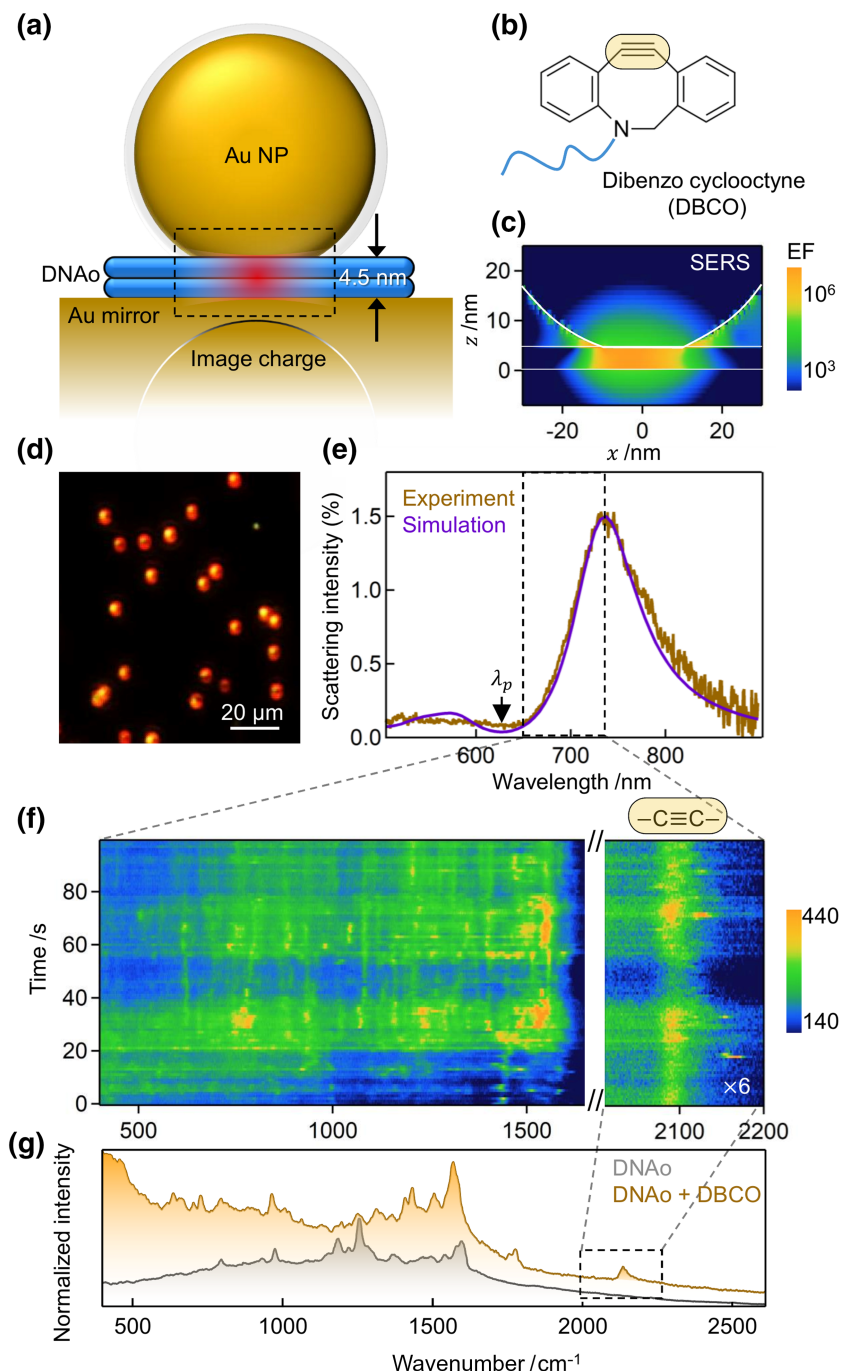 (a)
Au NP
DNAo
4.5 nm
Au mirror
Image charge
(b)
N
Dibenzo cyclooctyne
(DBCO)
(c)
SERS
EF
10⁶
10³
z /nm
20
10
0
-20
0
20
x /nm
(d)
20 µm
(e)
Experiment
Simulation
λp
Scattering intensity (%)
1.5
1.0
0.5
0.0
600
700
800
Wavelength /nm
(f)
–C≡C–
//
Time /s
80
60
40
20
0
×6
440
140
//
500
1000
1500
2100
2200
(g)
DNAo
DNAo + DBCO
Normalized intensity
500
1000
1500
2000
2500
Wavenumber /cm⁻¹